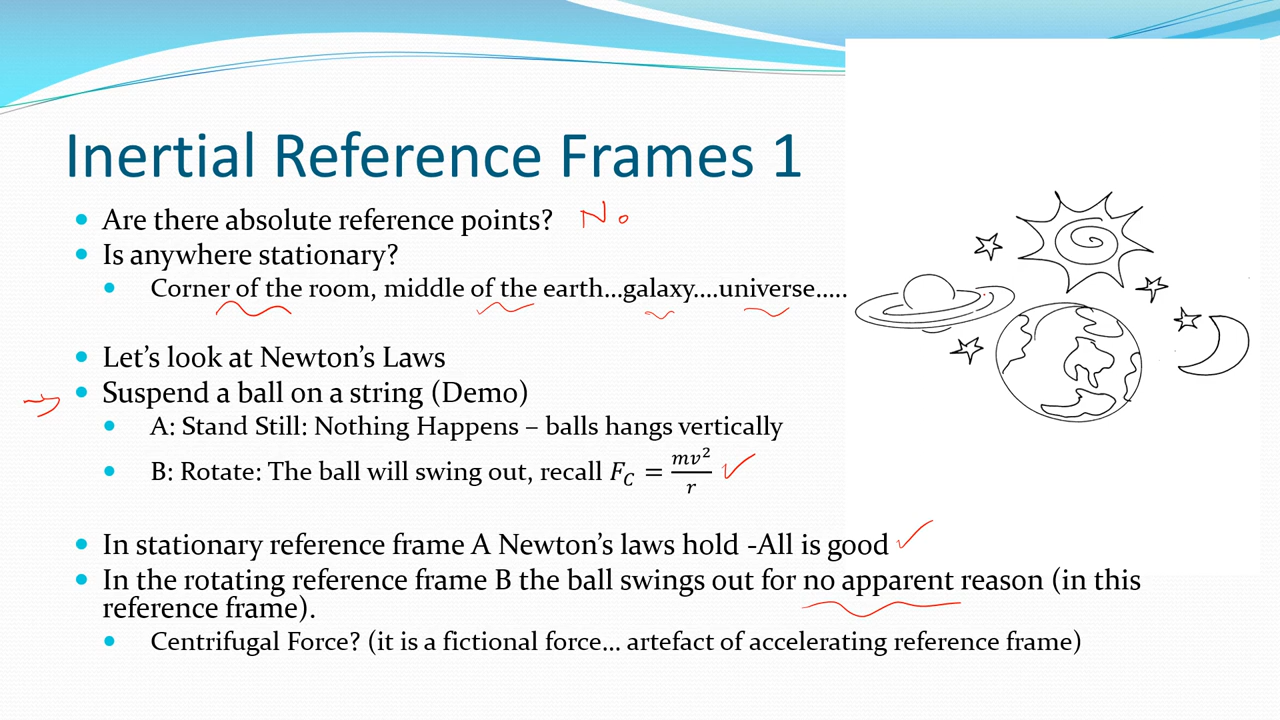 Inertial Reference Frames 1
Are there absolute reference points? No
Is anywhere stationary?
Corner of the room, middle of the earth...galaxy....universe.....
Let's look at Newton's Laws
Suspend a ball on a string (Demo)
A: Stand Still: Nothing Happens – balls hangs vertically
B: Rotate: The ball will swing out, recall F_C = mv²/r
In stationary reference frame A Newton's laws hold -All is good
In the rotating reference frame B the ball swings out for no apparent reason (in this
reference frame).
Centrifugal Force? (it is a fictional force... artefact of accelerating reference frame)